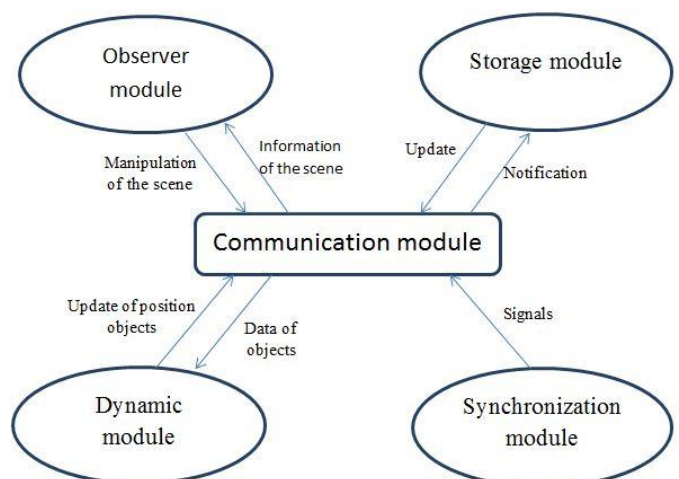 Observer
module
Storage module
Manipulation
of the scene
Information
of the scene
Update
Notification
Communication module
Update of position
objects
Data of
objects
Signals
Dynamic
module
Synchronization
module